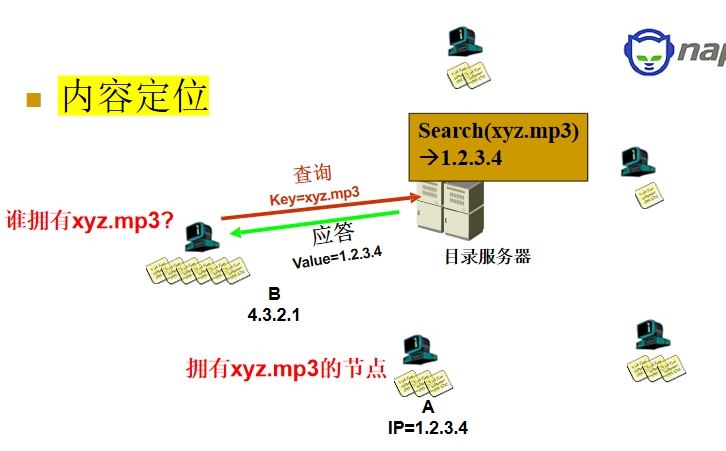 nap
内容定位
Search(xyz.mp3)
→1.2.3.4
查询
Key=xyz.mp3
谁拥有xyz.mp3?
应答
Value=1.2.3.4
目录服务器
B
4.3.2.1
拥有xyz.mp3的节点
A
IP=1.2.3.4